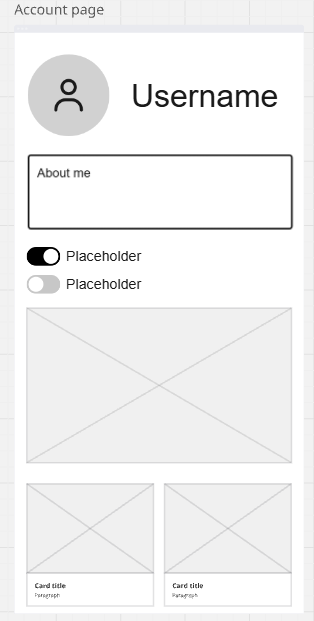 Account page
Username
About me
Placeholder
Placeholder
Card title
Paragraph
Card title
Paragraph